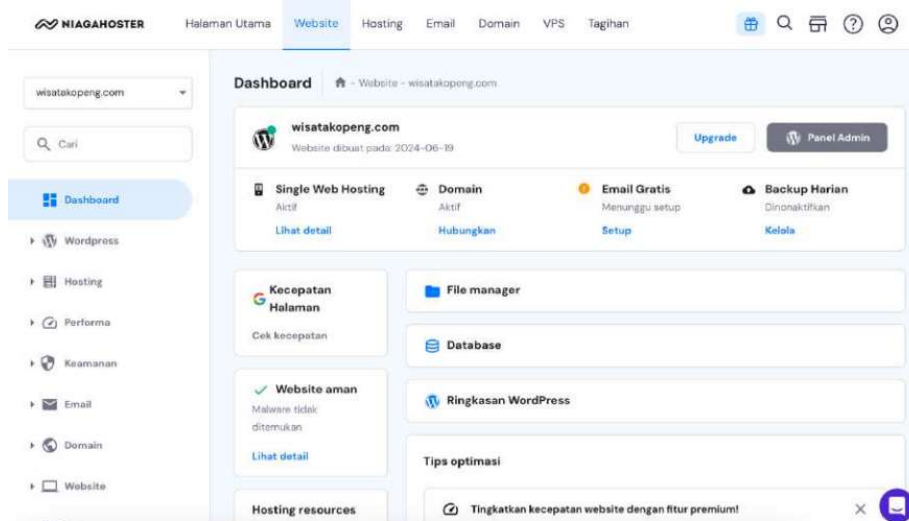 NIAGAHOSTER
Halaman Utama Website Hosting Email Domain VPS Tagihan
wisatakopeng.com
Cari
Dashboard
Wordpress
Hosting
Performa
Keamanan
Email
Domain
Website
Dashboard - Website - wisatakopeng.com
wisatakopeng.com
Website dibuat pada: 2024-06-19
Upgrade
Panel Admin
Single Web Hosting
Aktif
Lihat detail
Domain
Aktif
Hubungkan
Email Gratis
Menunggu setup
Setup
Backup Harian
Dinonaktifkan
Kelola
Kecepatan
Halaman
Cek kecepatan
Website aman
Malware tidak
ditemukan
Lihat detail
Hosting resources
File manager
Database
Ringkasan WordPress
Tips optimasi
Tingkatkan kecepatan website dengan fitur premium!